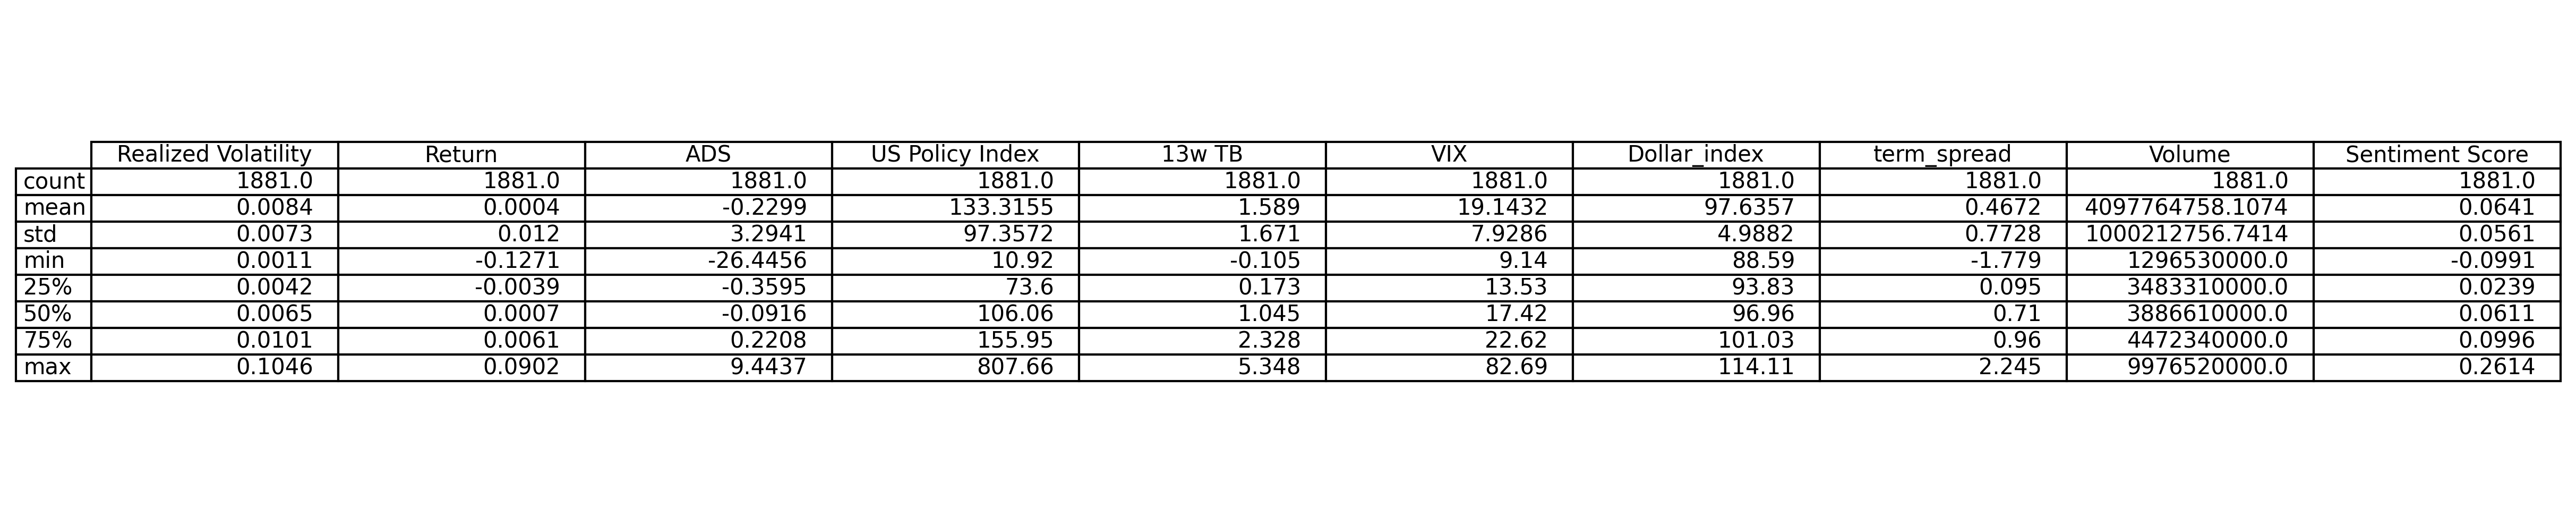 Realized Volatility Return ADS US Policy Index 13w TB VIX Dollar_index term_spread Volume Sentiment Score
count 1881.0 1881.0 1881.0 1881.0 1881.0 1881.0 1881.0 1881.0 1881.0 1881.0
mean 0.0084 0.0004 -0.2299 133.3155 1.589 19.1432 97.6357 0.4672 4097764758.1074 0.0641
std 0.0073 0.012 3.2941 97.3572 1.671 7.9286 4.9882 0.7728 1000212756.7414 0.0561
min 0.0011 -0.1271 -26.4456 10.92 -0.105 9.14 88.59 -1.779 1296530000.0 -0.0991
25% 0.0042 -0.0039 -0.3595 73.6 0.173 13.53 93.83 0.095 3483310000.0 0.0239
50% 0.0065 0.0007 -0.0916 106.06 1.045 17.42 96.96 0.71 3886610000.0 0.0611
75% 0.0101 0.0061 0.2208 155.95 2.328 22.62 101.03 0.96 4472340000.0 0.0996
max 0.1046 0.0902 9.4437 807.66 5.348 82.69 114.11 2.245 9976520000.0 0.2614